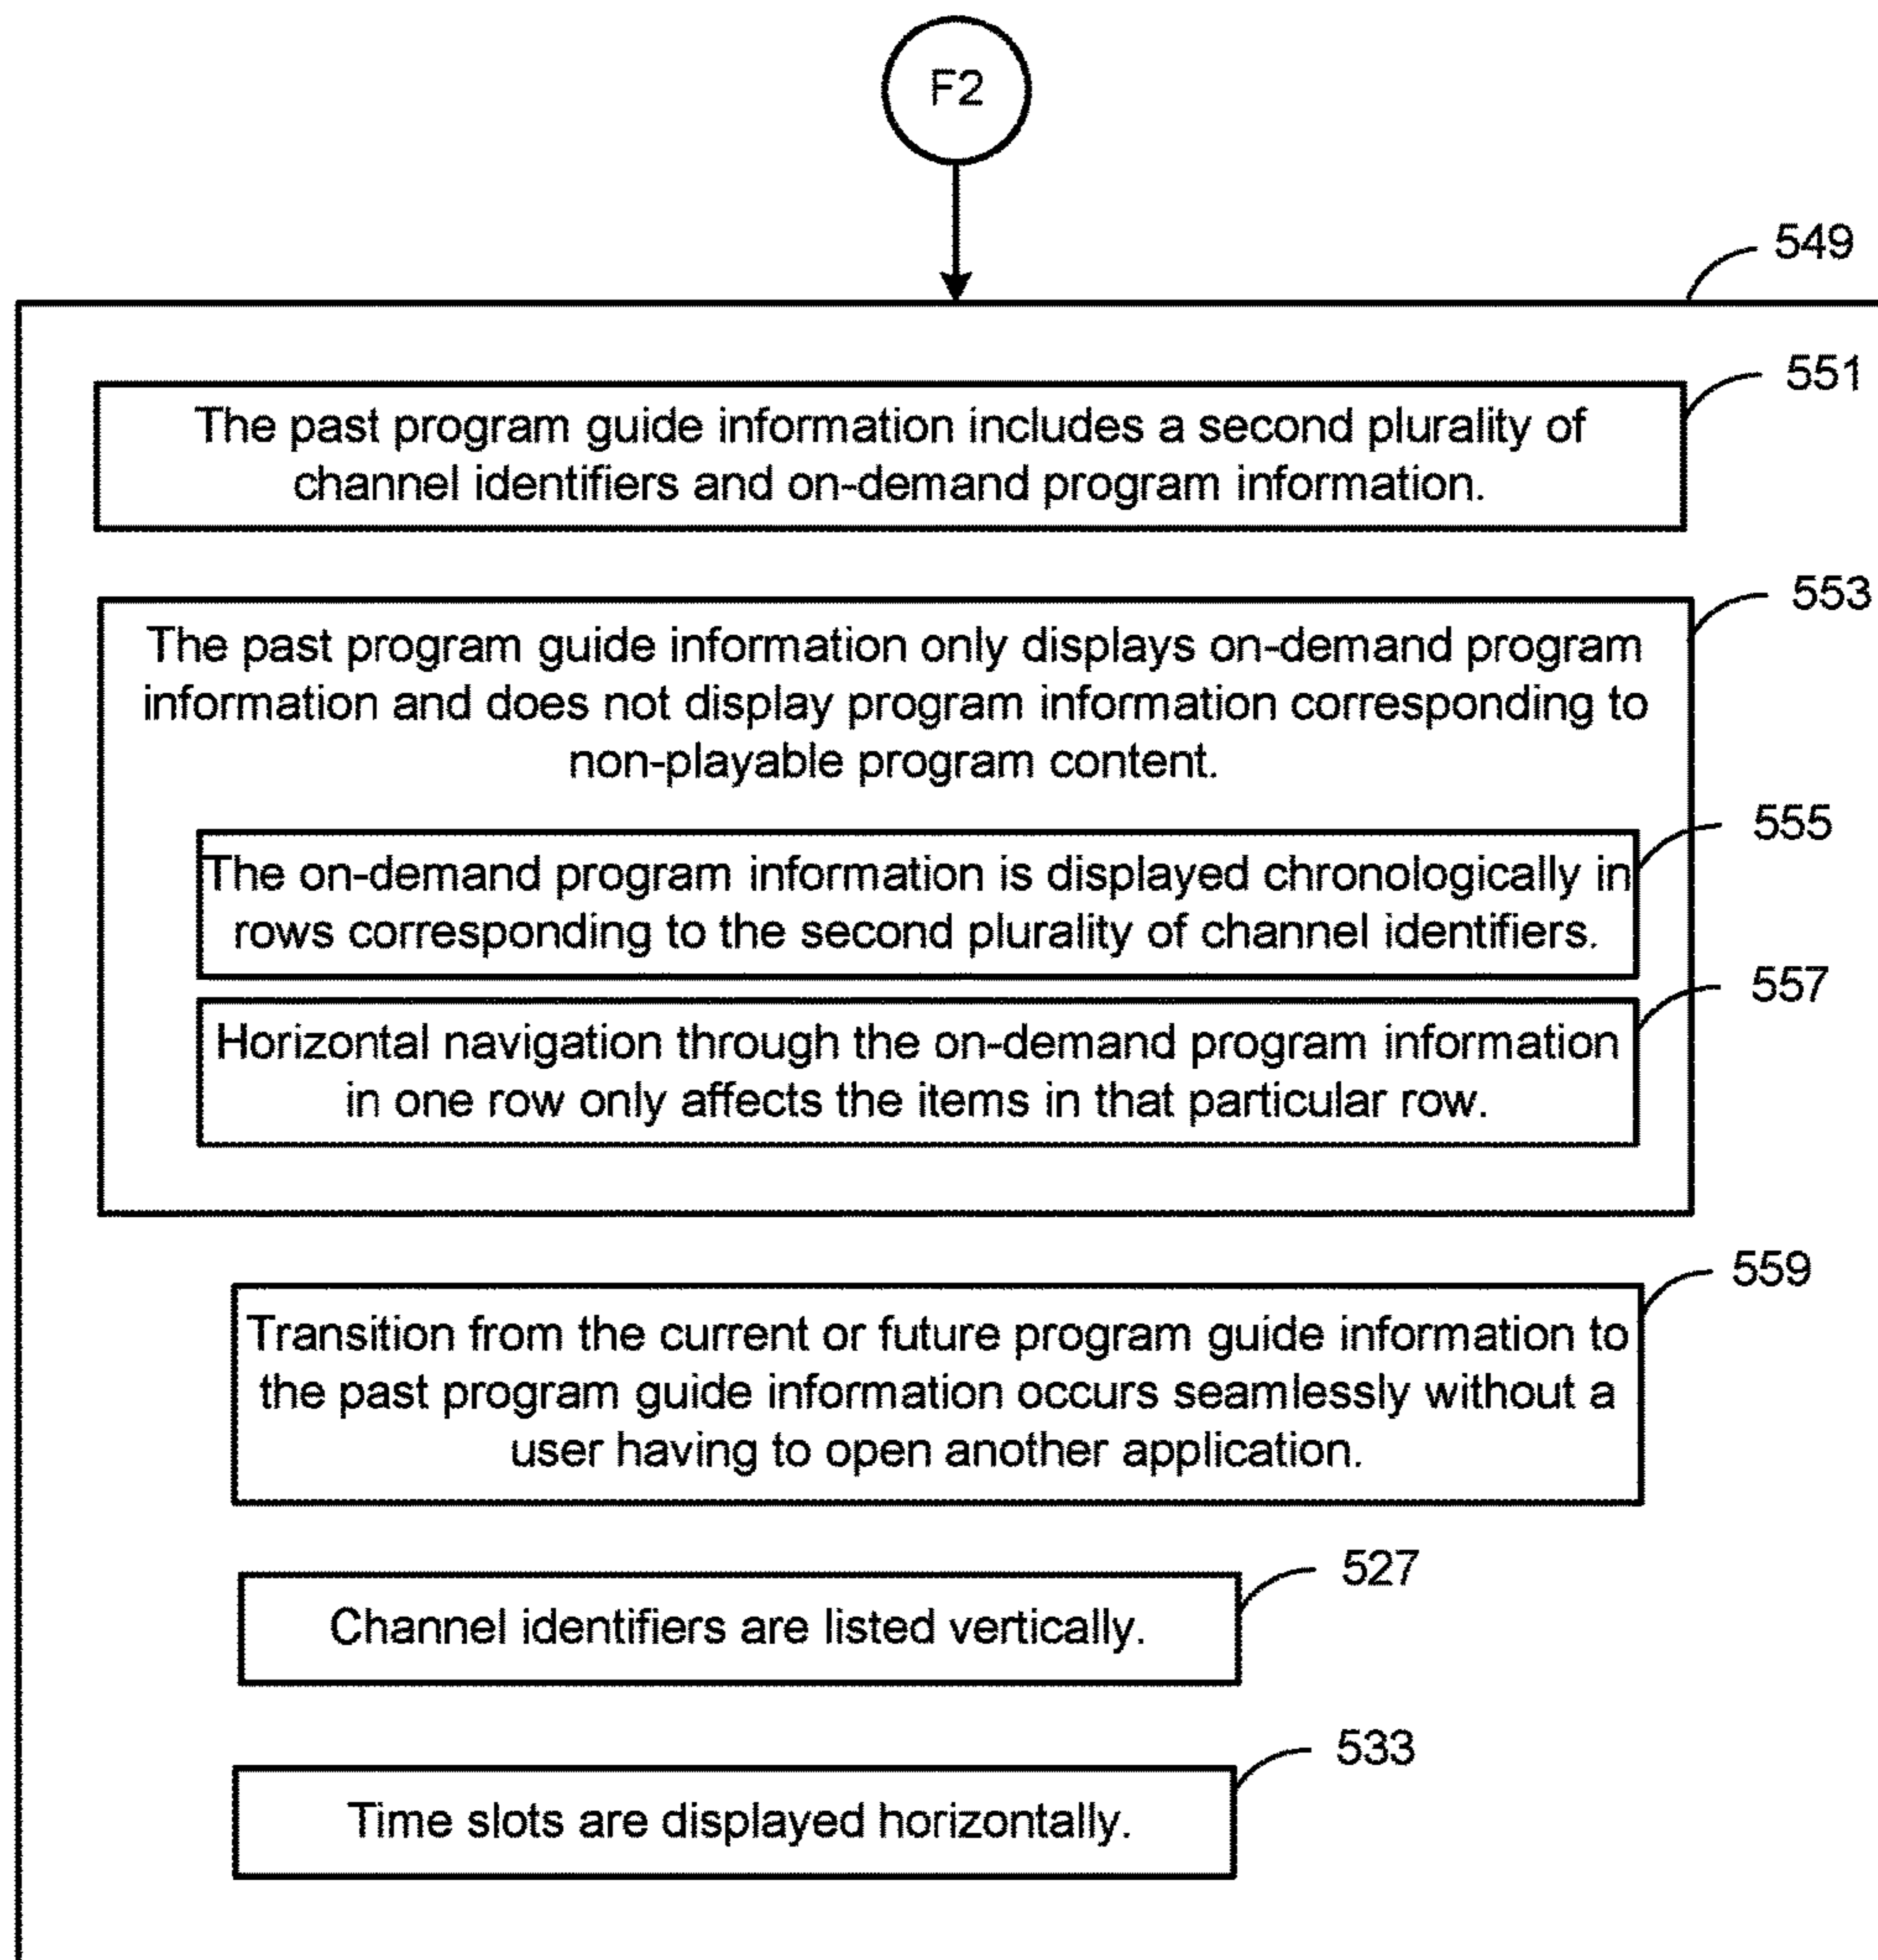 F2
549
551
The past program guide information includes a second plurality of
channel identifiers and on-demand program information.
553
The past program guide information only displays on-demand program
information and does not display program information corresponding to
non-playable program content.
555
The on-demand program information is displayed chronologically in
rows corresponding to the second plurality of channel identifiers.
557
Horizontal navigation through the on-demand program information
in one row only affects the items in that particular row.
559
Transition from the current or future program guide information to
the past program guide information occurs seamlessly without a
user having to open another application.
527
Channel identifiers are listed vertically.
533
Time slots are displayed horizontally.